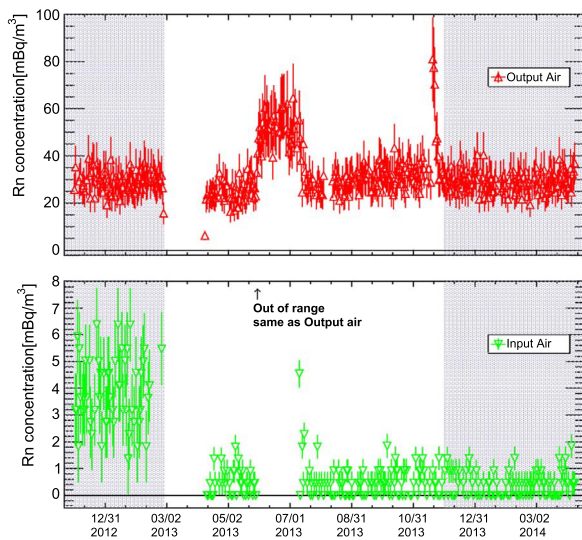 Rn concentration[mBq/m³]
100
80
60
40
20
0
Output Air
Rn concentration[mBq/m³]
8
7
6
5
4
3
2
1
0
↑
Out of range
same as Output air
Input Air
12/31 03/02 05/02 07/01 08/31 10/31 12/31 03/02
2012 2013 2013 2013 2013 2013 2013 2014